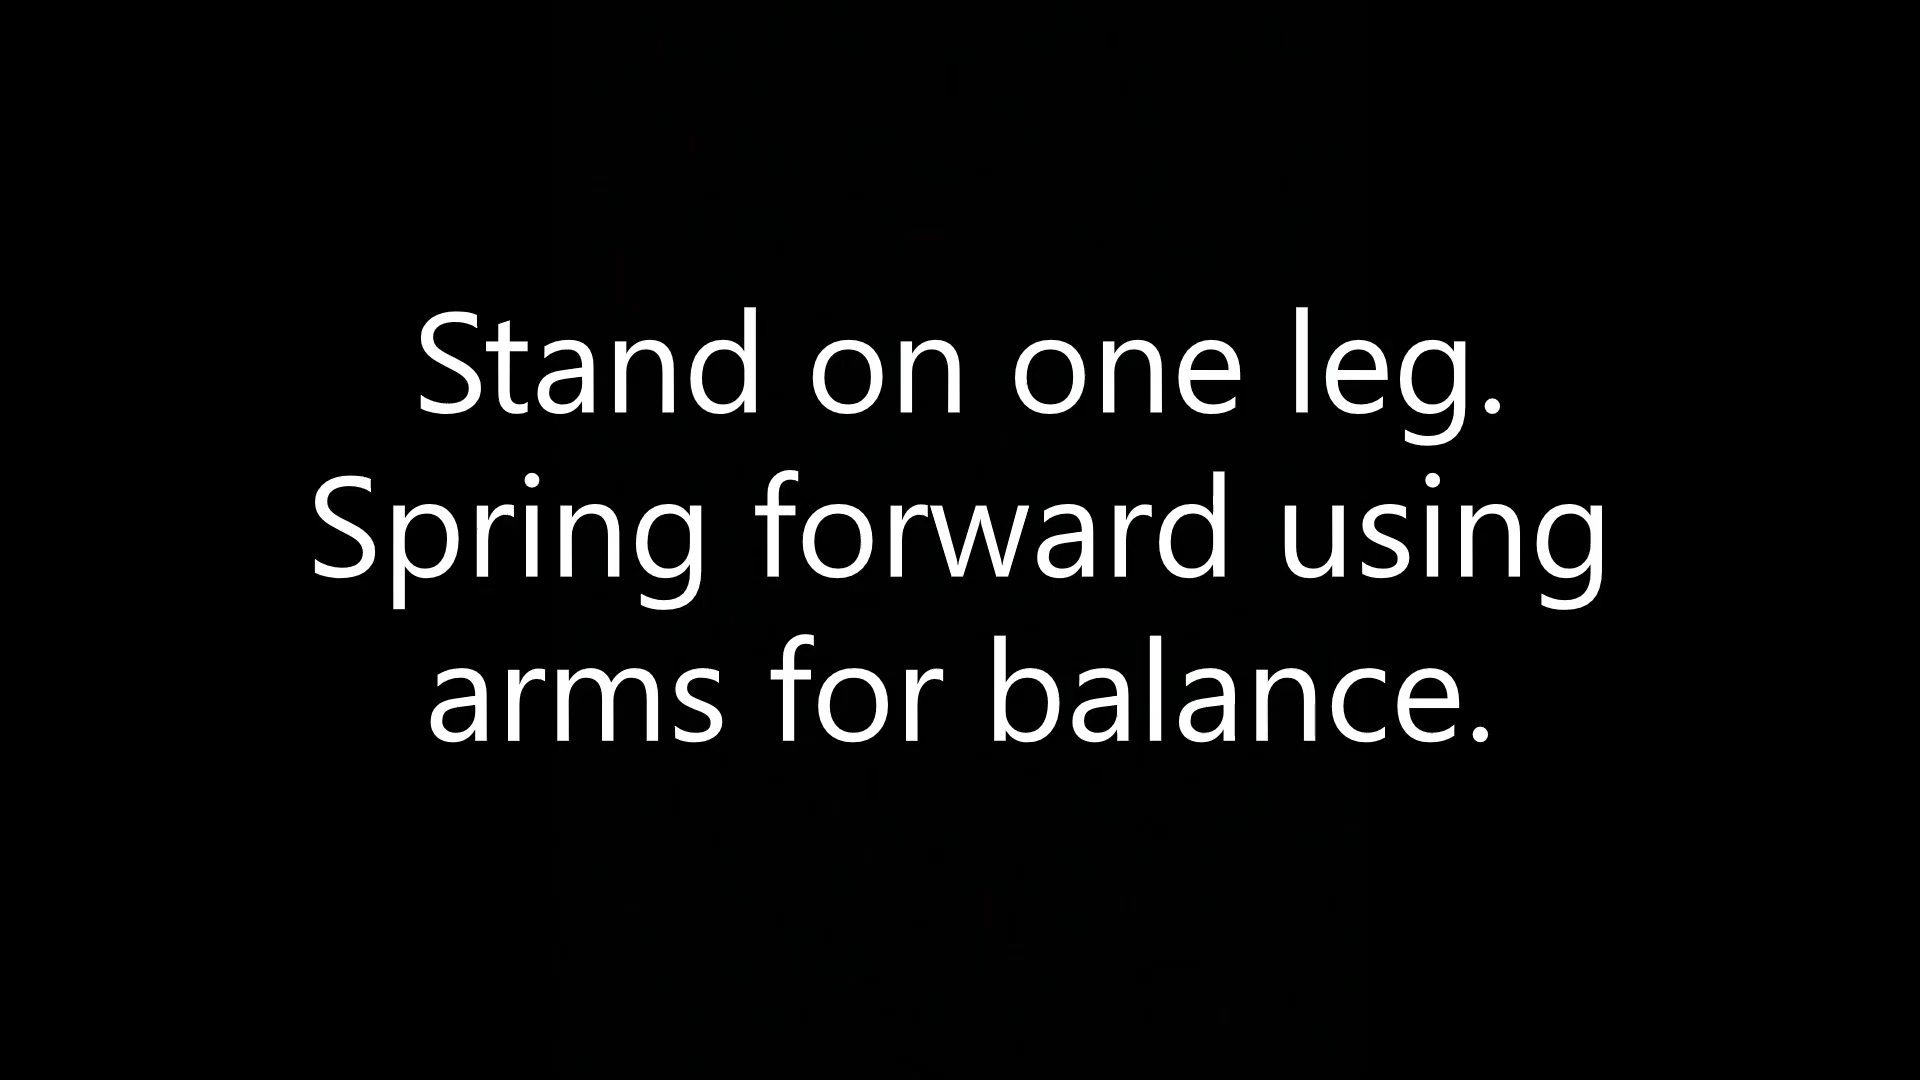 Stand on one leg.
Spring forward using
arms for balance.